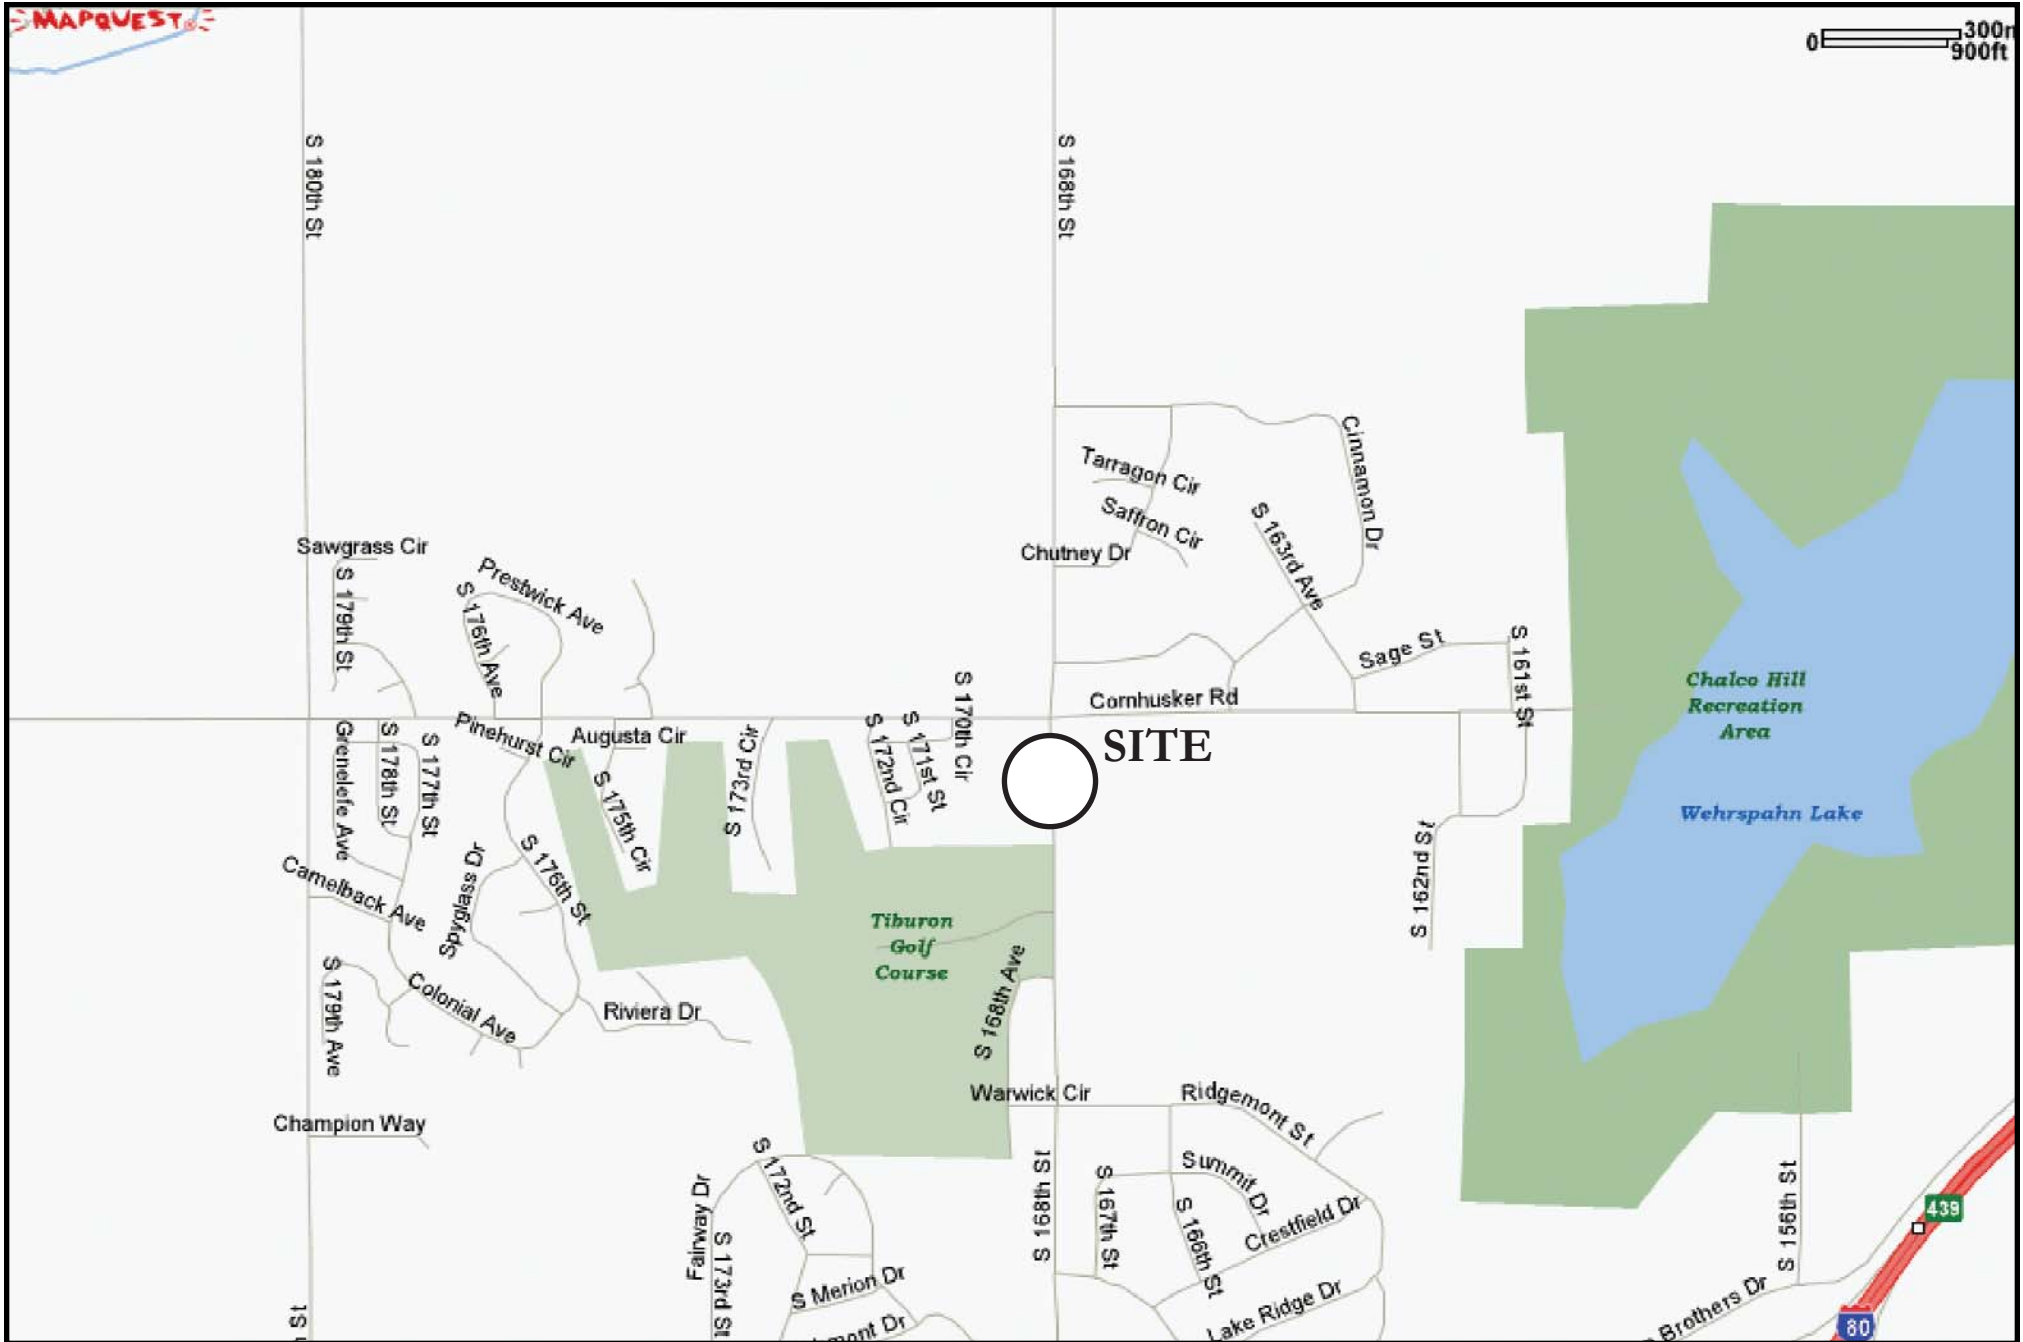 MAPQUEST
0
300m
900ft
S 180th St
S 168th St
Cinnamon Dr
Tarragon Cir
Saffron Cir
S 163rd Ave
Chutney Dr
Sawgrass Cir
Prestwick Ave
S 179th St
S 176th Ave
Sage St
S 161st St
S 170th Cir
Cornhusker Rd
Chalco Hill
Recreation
Area
Pinehurst Cir
Augusta Cir
Grenelefe Ave
S 178th St
S 177th St
S 173rd Cir
S 172nd Cir
S 171st St
SITE
S 175th Cir
Wehrspahn Lake
S 162nd St
S 176th St
Spyglass Dr
Camelback Ave
Tiburon
Golf
Course
S 168th Ave
S 179th Ave
Colonial Ave
Riviera Dr
Warwick Cir
Ridgemont St
Champion Way
S 172nd St
S 169th St
S 167th St
Summit Dr
S 166th St
Crestfield Dr
Fairway Dr
S 173rd St
S 156th St
439
S Merion Dr
Lake Ridge Dr
Brothers Dr
mont Dr
St
80